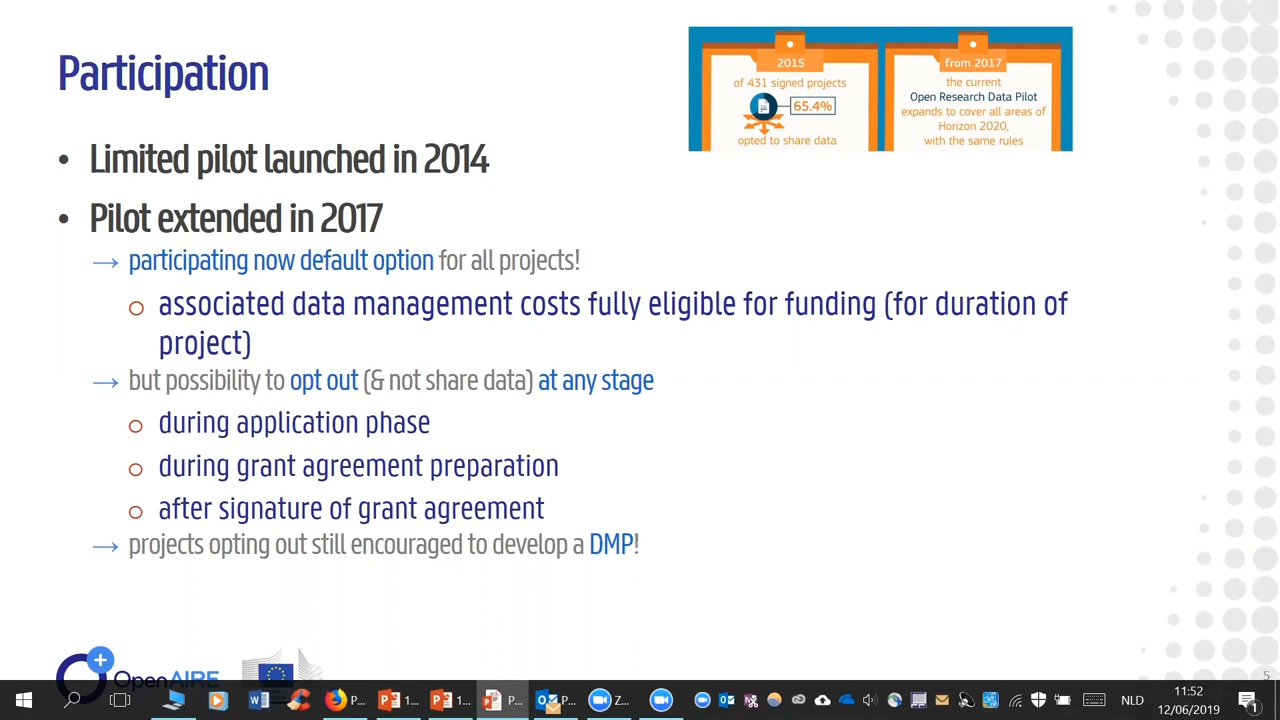 Participation
2015
of 431 signed projects
65.4%
opted to share data
from 2017
the current
Open Research Data Pilot
expands to cover all areas of
Horizon 2020,
with the same rules
• Limited pilot launched in 2014
• Pilot extended in 2017
→ participating now default option for all projects!
o associated data management costs fully eligible for funding (for duration of
project)
→ but possibility to opt out (& not share data) at any stage
o during application phase
o during grant agreement preparation
o after signature of grant agreement
→ projects opting out still encouraged to develop a DMP!
OpenAIRE
5
P...
1...
1...
P...
P...
Z...
NLD
11:52
12/06/2019
1